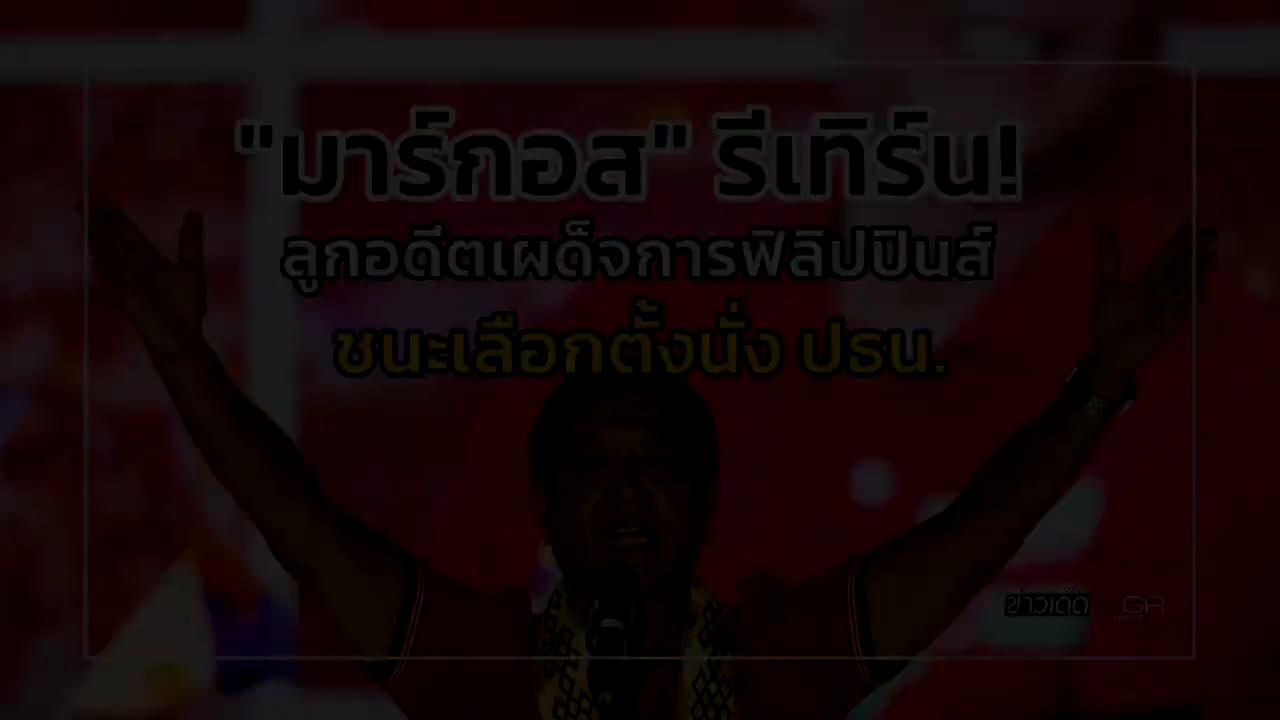 "มาร์กอส" รีเทิร์น!
ลูกอดีตเผด็จการฟิลิปปินส์
ชนะเลือกตั้งนั่ง ปธน.
ข่าวเด็ด GR